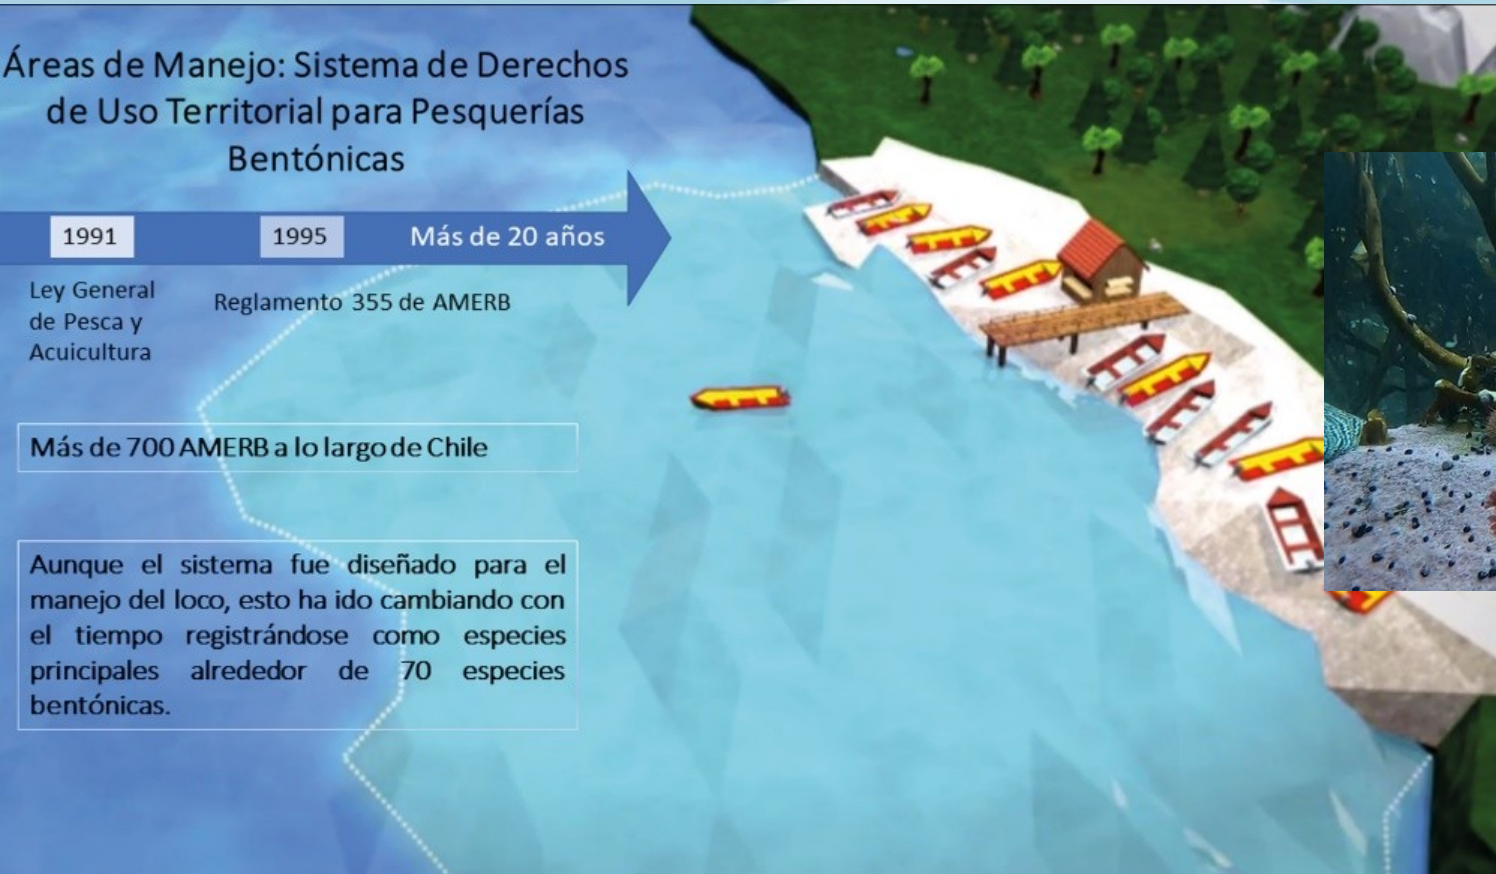 Áreas de Manejo: Sistema de Derechos
de Uso Territorial para Pesquerías
Bentónicas
1991
1995
Más de 20 años
Ley General
de Pesca y
Acuicultura
Reglamento 355 de AMERB
Más de 700 AMERB a lo largo de Chile
Aunque el sistema fue diseñado para el
manejo del loco, esto ha ido cambiando con
el tiempo registrándose como especies
principales alrededor de 70 especies
bentónicas.